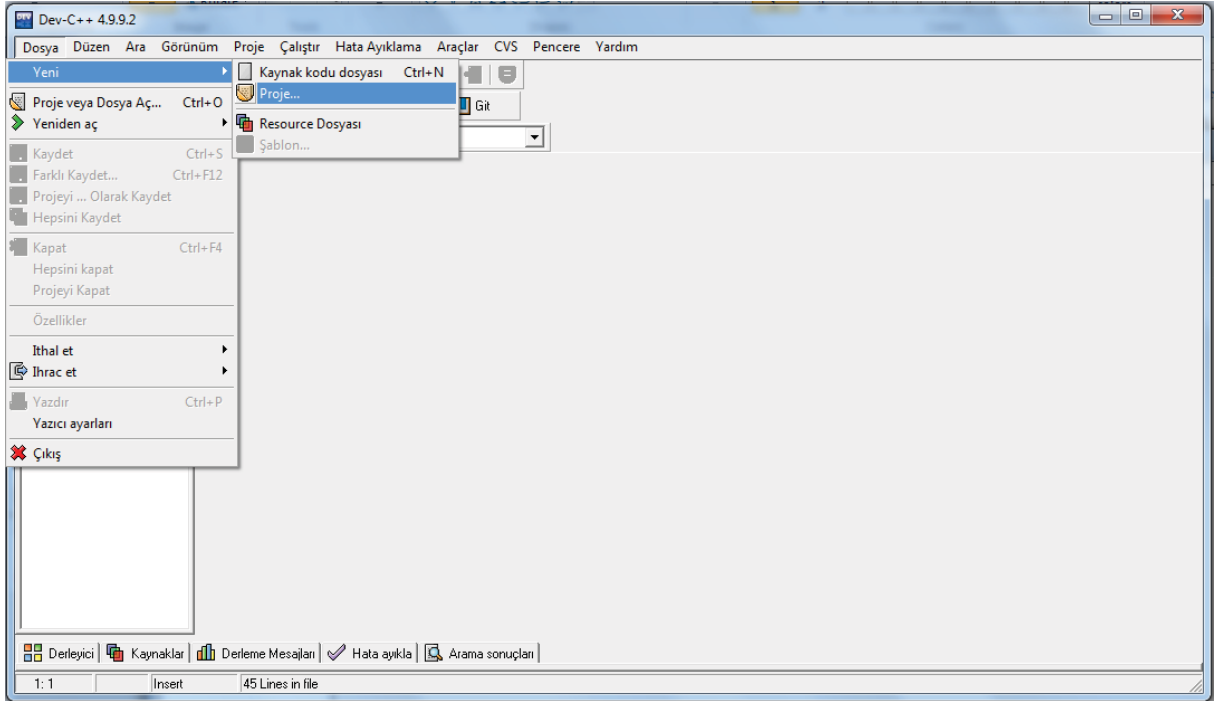 Dev-C++ 4.9.9.2
Dosya Düzen Ara Görünüm Proje Çalıştır Hata Ayıklama Araçlar CVS Pencere Yardım
Yeni
Proje veya Dosya Aç... Ctrl+O
Yeniden aç
Kaydet Ctrl+S
Farklı Kaydet... Ctrl+F12
Projeyi ... Olarak Kaydet
Hepsini Kaydet
Kapat Ctrl+F4
Hepsini kapat
Projeyi Kapat
Özellikler
Ithal et
Ihrac et
Yazdır Ctrl+P
Yazıcı ayarları
Çıkış
Kaynak kodu dosyası Ctrl+N
Proje...
Resource Dosyası
Şablon...
Git
Derleyici Kaynaklar Derleme Mesajları Hata ayıkla Arama sonuçları
1: 1 Insert 45 Lines in file